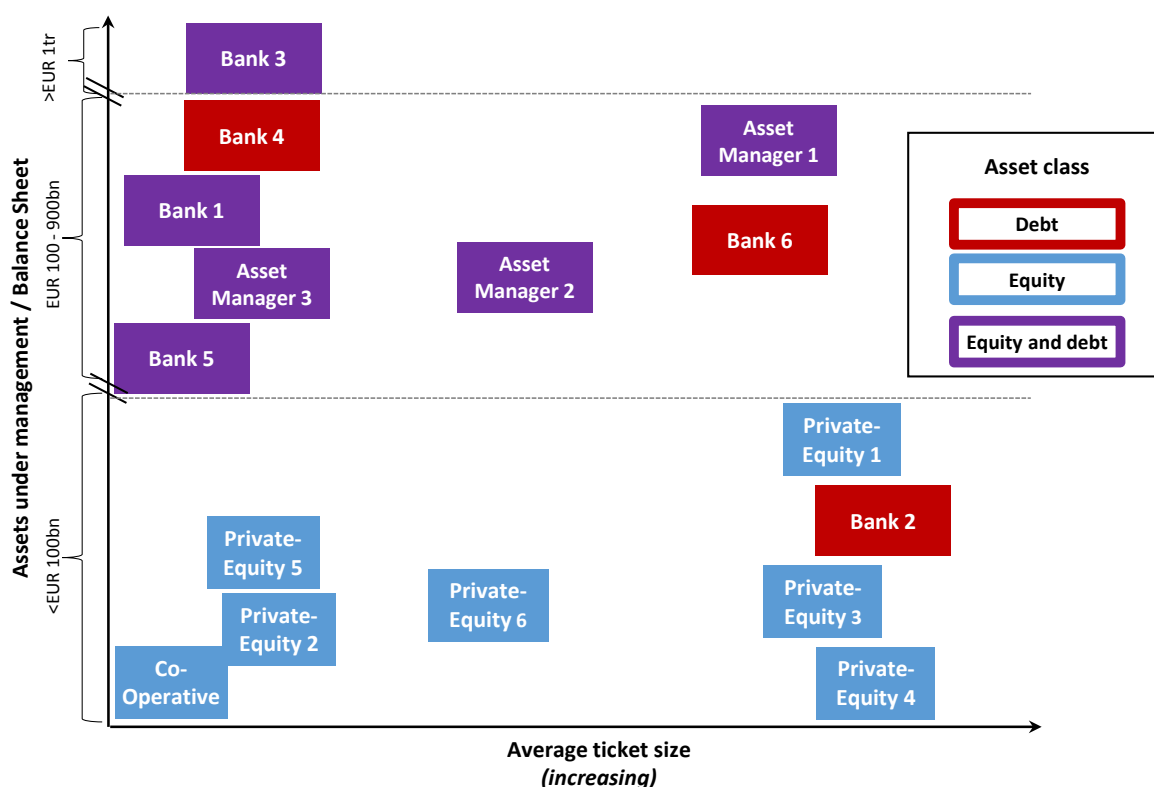 Assets under management / Balance Sheet
>EUR 1tr
EUR 100 - 900bn
<EUR 100bn
Bank 3
Bank 4
Asset
Manager 1
Bank 1
Bank 6
Asset
Manager 3
Asset
Manager 2
Bank 5
Private-
Equity 1
Bank 2
Private-
Equity 5
Private-
Equity 6
Private-
Equity 3
Private-
Equity 2
Co-
Operative
Private-
Equity 4
Asset class
Debt
Equity
Equity and debt
Average ticket size
(increasing)